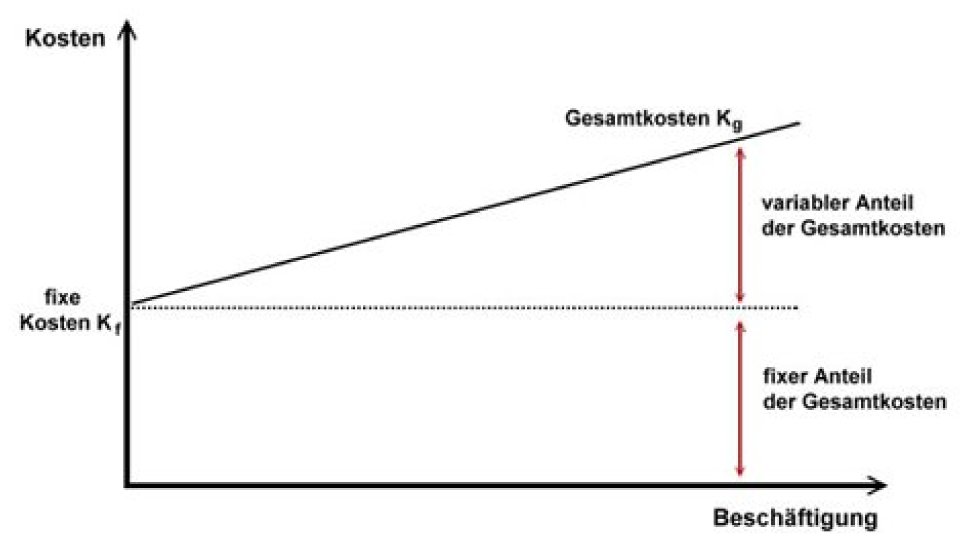 Kosten
Gesamtkosten Kg
variabler Anteil
der Gesamtkosten
fixe
Kosten Kf
fixer Anteil
der Gesamtkosten
Beschäftigung